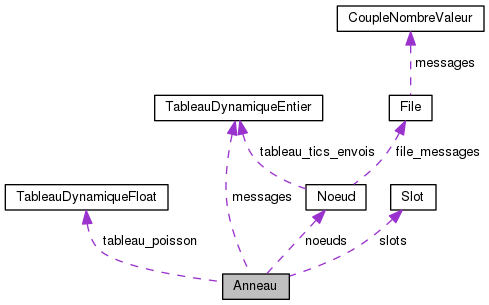 CoupleNombreValeur
messages
TableauDynamiqueEntier
File
tableau_tics_envois
file_messages
TableauDynamiqueFloat
messages
Noeud
Slot
tableau_poisson
noeuds
slots
Anneau